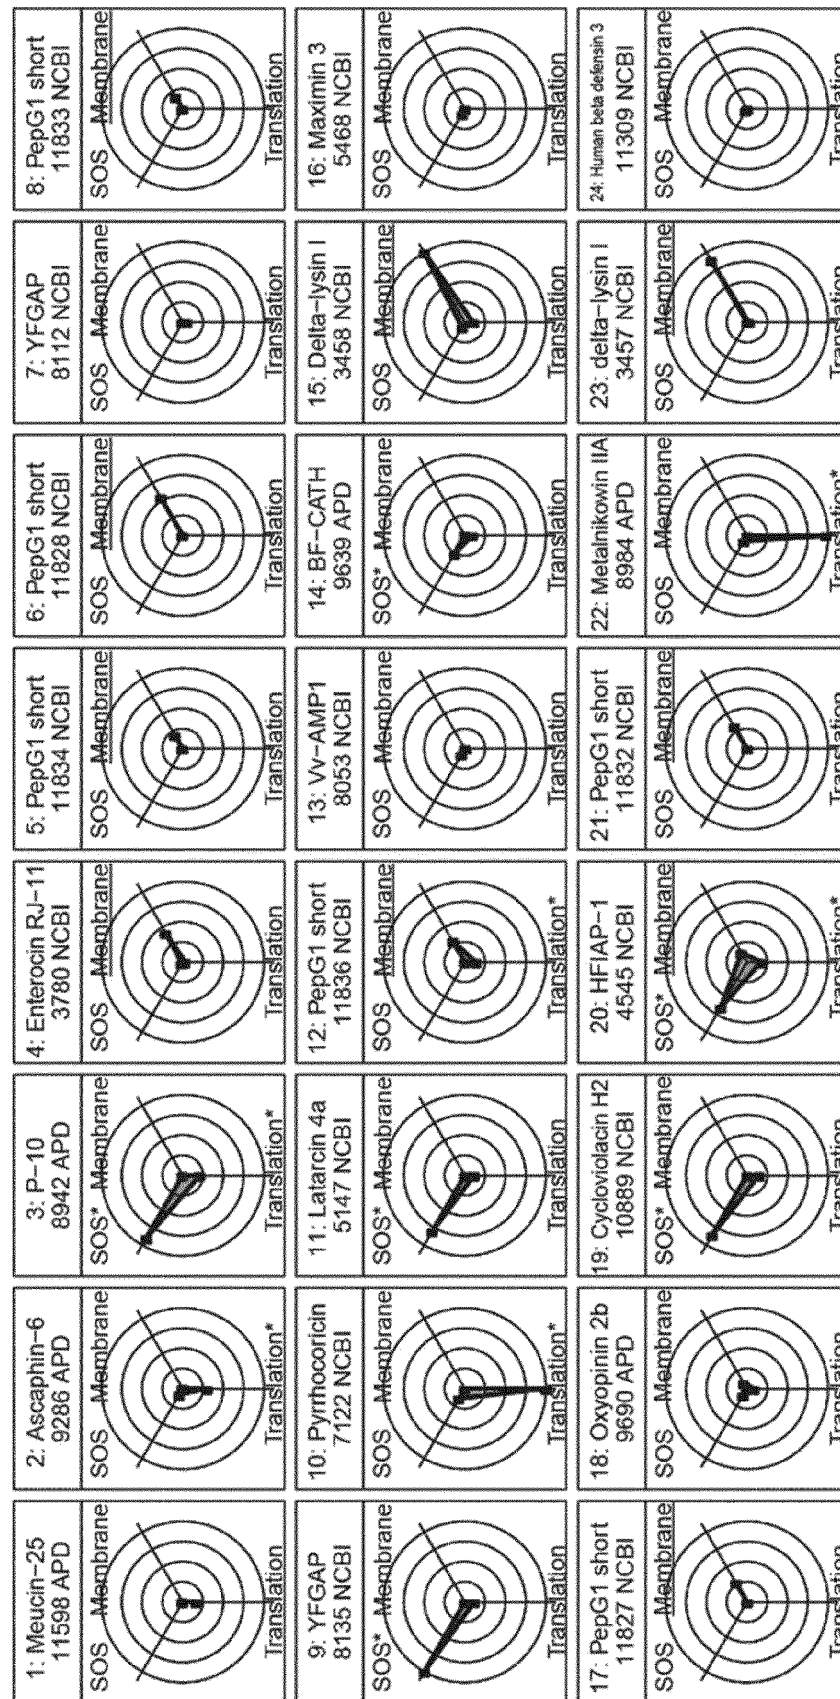 1: Meucin-25
11598 APD
SOS Membrane
Translation
2: Ascaphin-6
9286 APD
SOS Membrane
Translation*
3: P-10
8942 APD
SOS* Membrane
Translation*
4: Enterocin RJ-11
3780 NCBI
SOS Membrane
Translation
5: PepG1 short
11834 NCBI
SOS Membrane
Translation
6: PepG1 short
11828 NCBI
SOS Membrane
Translation
7: YFGAP
8112 NCBI
SOS Membrane
Translation
8: PepG1 short
11833 NCBI
SOS Membrane
Translation
9: YFGAP
8135 NCBI
SOS* Membrane
Translation
10: Pyrrhocoricin
7122 NCBI
SOS Membrane
Translation*
11: Latarcin 4a
5147 NCBI
SOS* Membrane
Translation
12: PepG1 short
11836 NCBI
SOS Membrane
Translation*
13: Vv-AMP1
8053 NCBI
SOS Membrane
Translation
14: BF-CATH
9639 APD
SOS* Membrane
Translation
15: Delta-lysin I
3458 NCBI
SOS Membrane
Translation
16: Maximin 3
5468 NCBI
SOS Membrane
Translation
17: PepG1 short
11827 NCBI
SOS Membrane
Translation
18: Oxyopinin 2b
9690 APD
SOS Membrane
Translation
19: Cycloviolacin H2
10889 NCBI
SOS* Membrane
Translation
20: HFIAP-1
4545 NCBI
SOS* Membrane
Translation*
21: PepG1 short
11832 NCBI
SOS Membrane
Translation
22: Metalnikowin IIA
8984 APD
SOS Membrane
Translation*
23: delta-lysin I
3457 NCBI
SOS Membrane
Translation
24: Human beta defensin 3
11309 NCBI
SOS Membrane
Translation